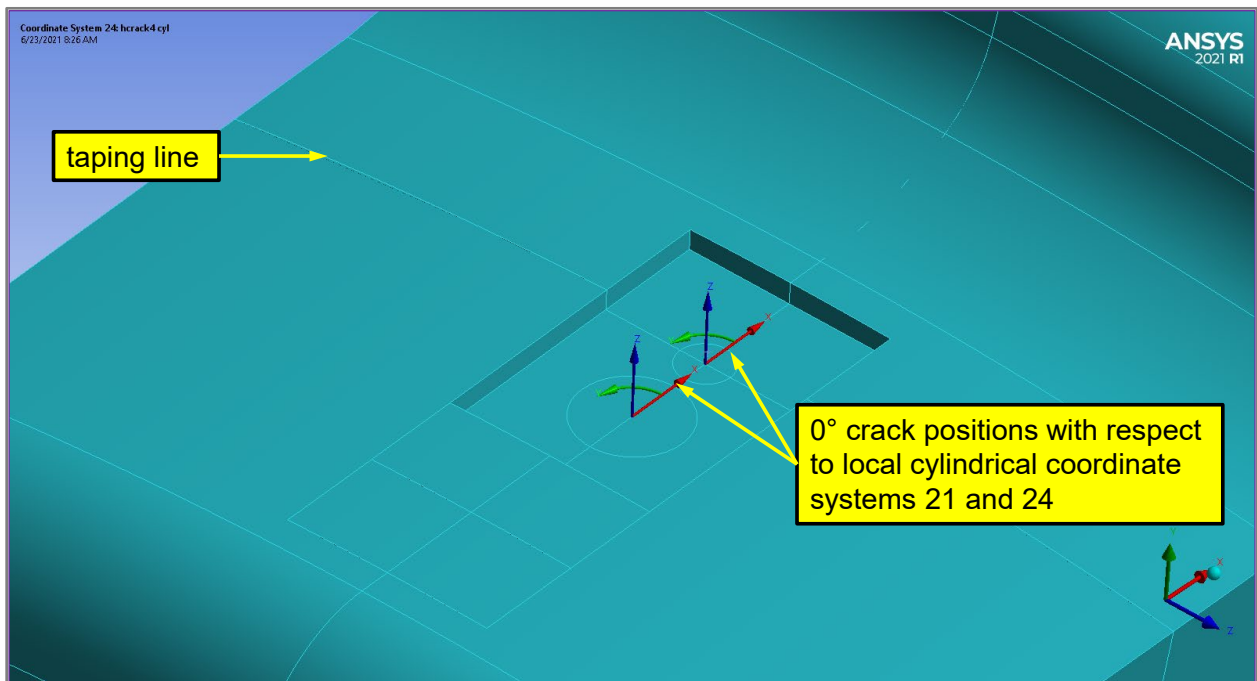 Coordinate System 24: hcrack4 cyl
6/23/2021 8:26 AM
ANSYS
2021 R1
taping line
Z
X
Z
X
0° crack positions with respect
to local cylindrical coordinate
systems 21 and 24
Y
X
Z